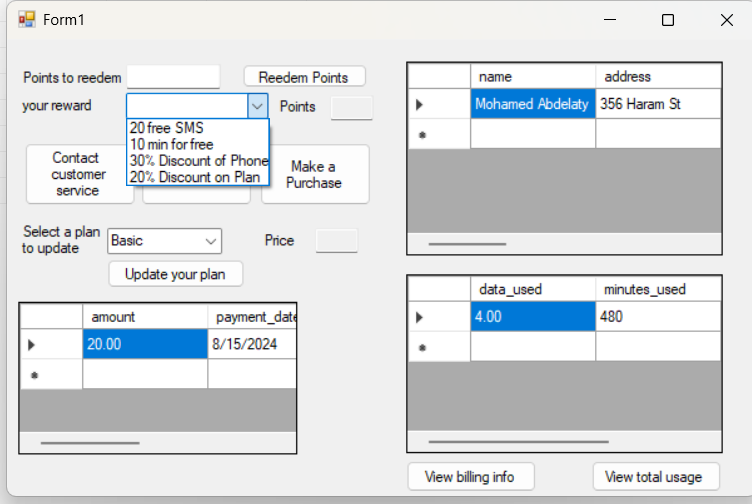 Form1
Points to reedem
Reedem Points
your reward
Points
20 free SMS
10 min for free
30% Discount of Phone
20% Discount on Plan
Contact
customer
service
Make a
Purchase
Select a plan
to update
Basic
Price
Update your plan
amount payment_date
20.00 8/15/2024
name address
Mohamed Abdelaty 356 Haram St
data_used minutes_used
4.00 480
View billing info
View total usage